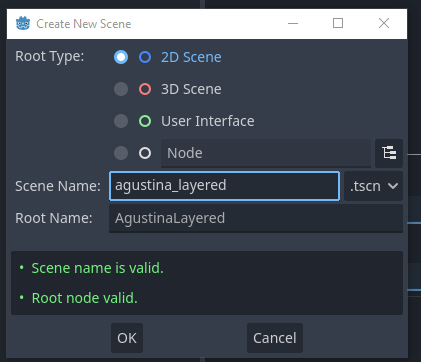 Create New Scene
Root Type:
2D Scene
3D Scene
User Interface
Node
Scene Name: agustina_layered .tscn
Root Name: AgustinaLayered
• Scene name is valid.
• Root node valid.
OK Cancel